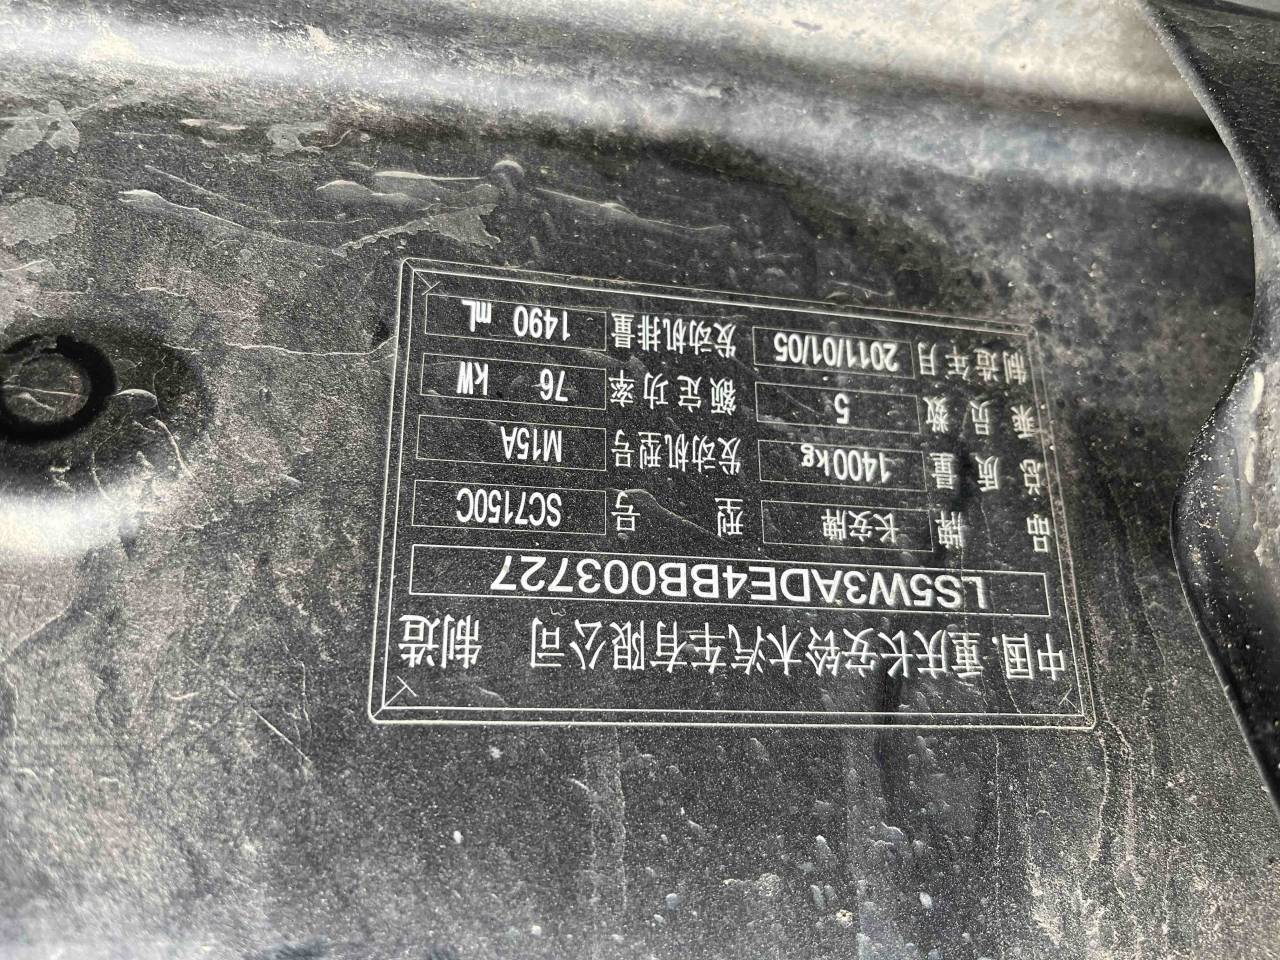 中国·重庆长安铃木汽车有限公司 制造
LS5W3ADE4BB003727
品牌 长安牌 型号 SC7150C
总质量 1400kg 发动机型号 M15A
乘员数 5 额定功率 76 kW
制造年月 2011/01/05 发动机排量 1490 mL